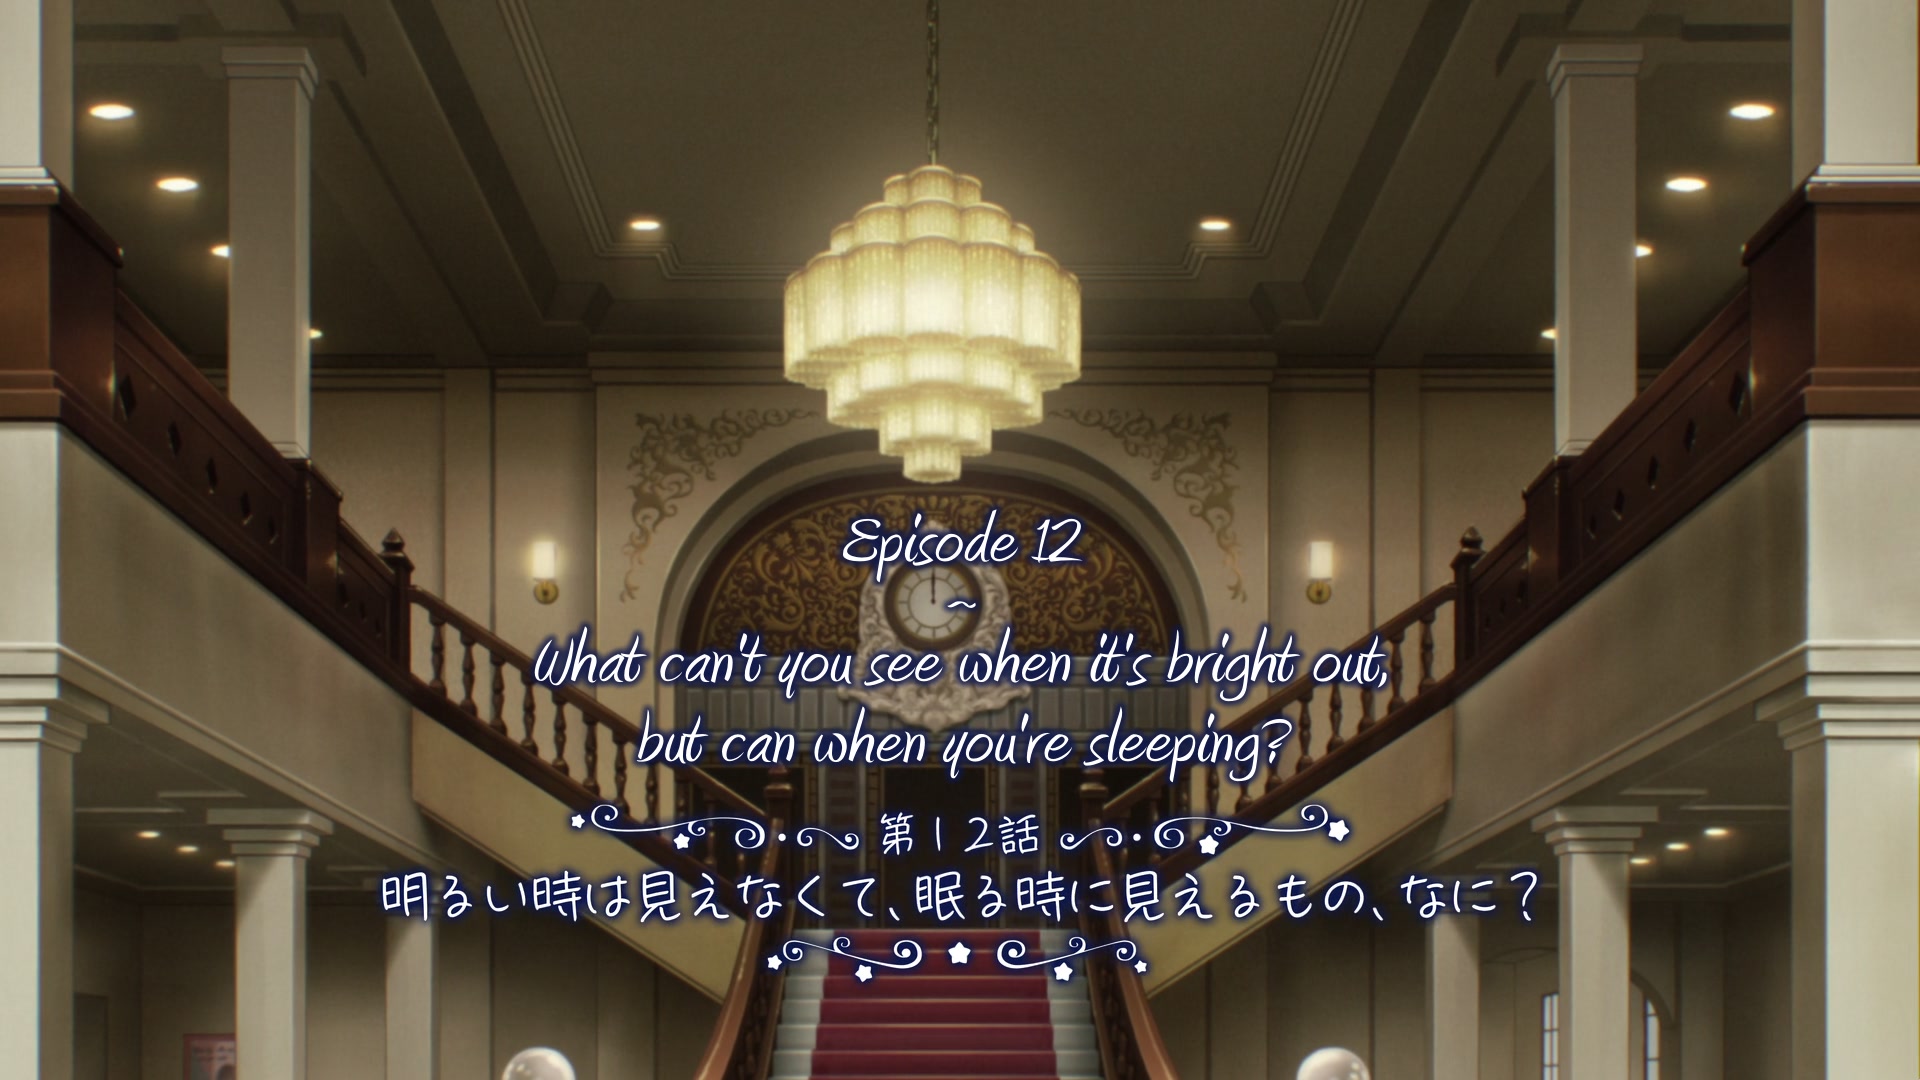 Episode 12
~
What can't you see when it's bright out,
but can when you're sleeping?
第12話
明るい時は見えなくて、眠る時に見えるもの、なに？